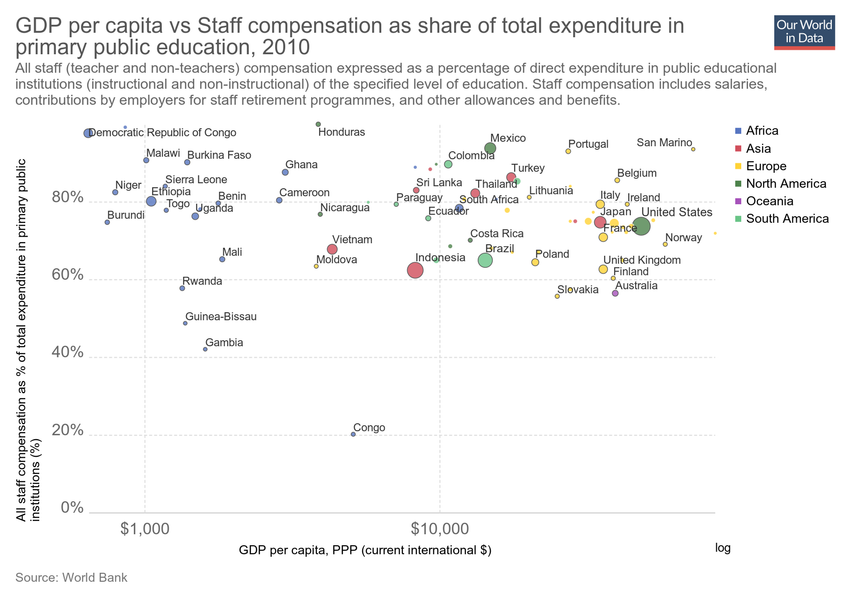 GDP per capita vs Staff compensation as share of total expenditure in
primary public education, 2010
Our World
in Data
All staff (teacher and non-teachers) compensation expressed as a percentage of direct expenditure in public educational
institutions (instructional and non-instructional) of the specified level of education. Staff compensation includes salaries,
contributions by employers for staff retirement programmes, and other allowances and benefits.
All staff compensation as % of total expenditure in primary public
institutions (%)
80%
60%
40%
20%
0%
Democratic Republic of Congo
Honduras
Mexico
Portugal
San Marino
Malawi
Burkina Faso
Ghana
Colombia
Turkey
Belgium
Niger
Sierra Leone
Ethiopia
Togo
Benin
Uganda
Burundi
Cameroon
Sri Lanka
Thailand
Lithuania
Paraguay
South Africa
Italy
Ireland
Nicaragua
Ecuador
Japan
United States
France
Costa Rica
Norway
Mali
Vietnam
Moldova
Indonesia
Brazil
Poland
United Kingdom
Finland
Rwanda
Slovakia
Australia
Guinea-Bissau
Gambia
Congo
$1,000
$10,000
GDP per capita, PPP (current international $)
log
Africa
Asia
Europe
North America
Oceania
South America
Source: World Bank